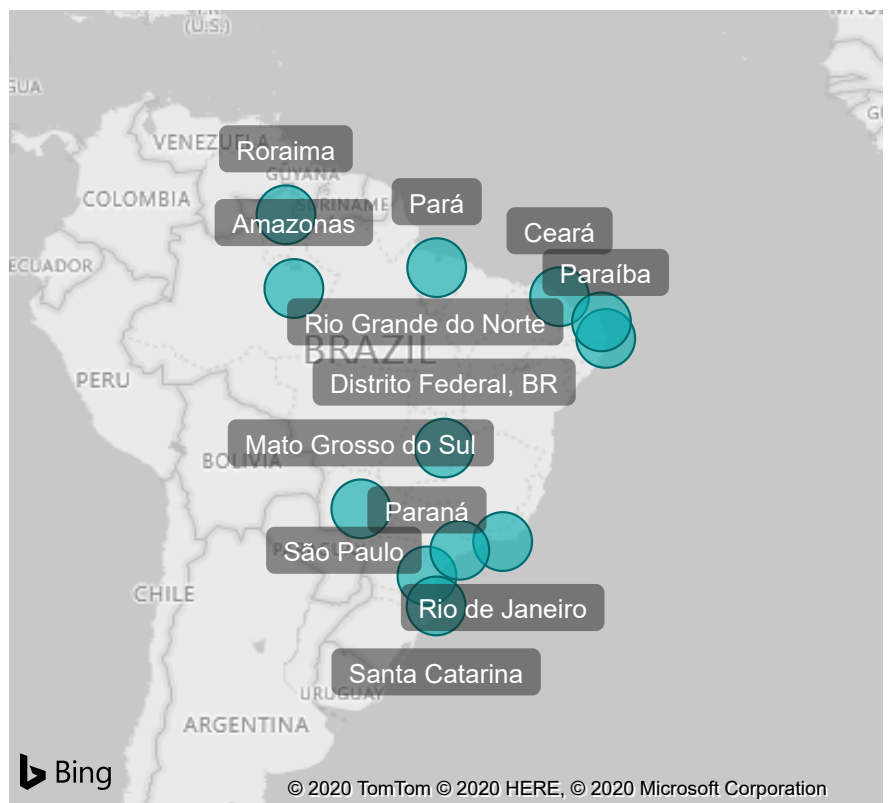 (U.S.)
VENEZUELA
Roraima
GUYANA
COLOMBIA
SURINAME
Pará
Amazonas
Ceará
ECUADOR
Paraíba
Rio Grande do Norte
BRAZIL
PERU
Distrito Federal, BR
Mato Grosso do Sul
BOLIVIA
Paraná
São Paulo
CHILE
Rio de Janeiro
Santa Catarina
URUGUAY
ARGENTINA
Bing
© 2020 TomTom © 2020 HERE, © 2020 Microsoft Corporation